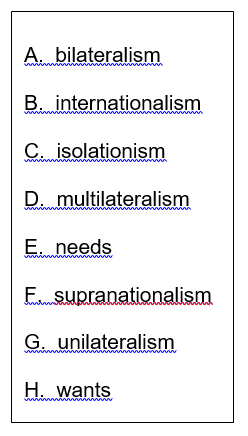 A. bilateralism
B. internationalism
C. isolationism
D. multilateralism
E. needs
F. supranationalism
G. unilateralism
H. wants